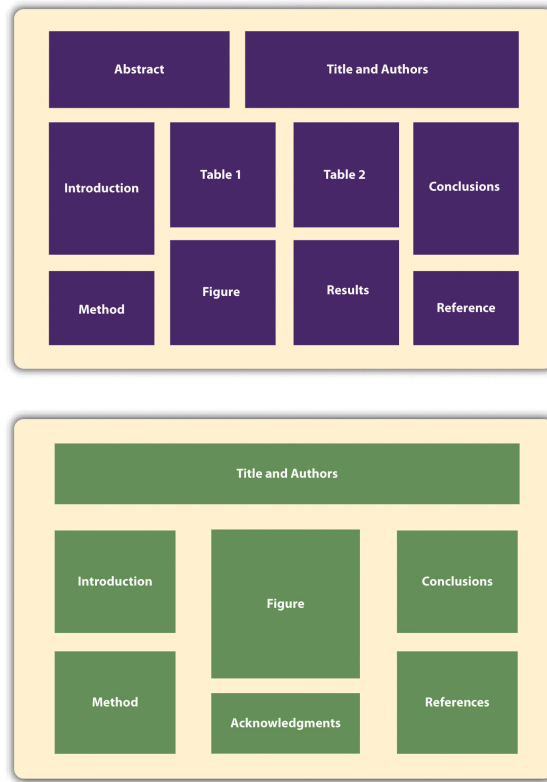 Abstract
Title and Authors
Introduction
Table 1
Table 2
Conclusions
Method
Figure
Results
Reference
Title and Authors
Introduction
Figure
Conclusions
Method
Acknowledgments
References